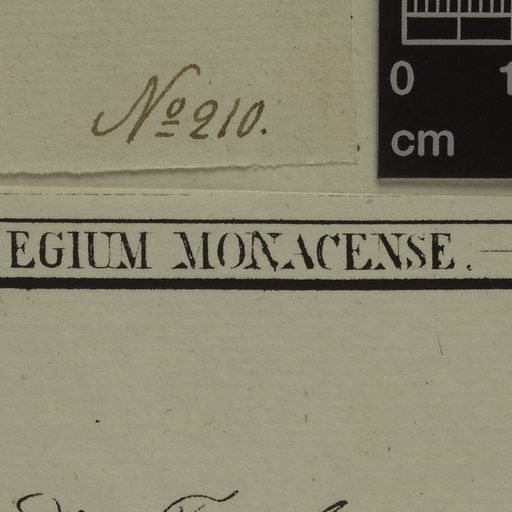 No 210.
0 1
cm
EGIUM MONACENSE.